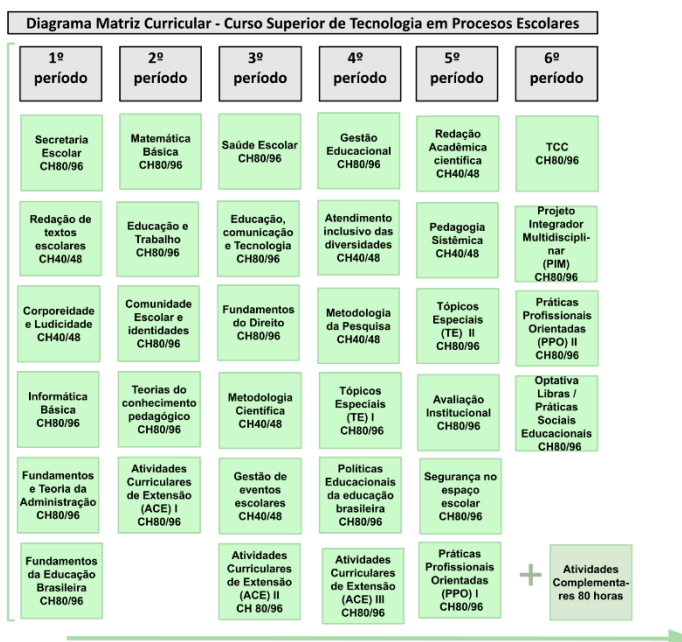 Diagrama Matriz Curricular - Curso Superior de Tecnologia em Procesos Escolares
1º
período
2º
período
3º
período
4º
período
5º
período
6º
período
Secretaria
Escolar
CH80/96
Matemática
Básica
CH80/96
Saúde Escolar
CH80/96
Gestão
Educacional
CH80/96
Redação
Acadêmica
científica
CH40/48
TCC
CH80/96
Redação de
textos
escolares
CH40/48
Educação e
Trabalho
CH80/96
Educação,
comunicação
e Tecnologia
CH80/96
Atendimento
inclusivo das
diversidades
CH40/48
Pedagogia
Sistêmica
CH40/48
Projeto
Integrador
Multidiscipli-
nar
(PIM)
CH80/96
Corporeidade
e Ludicidade
CH40/48
Comunidade
Escolar e
identidades
CH80/96
Fundamentos
do Direito
CH80/96
Metodologia
da Pesquisa
CH40/48
Tópicos
Especiais
(TE) II
CH80/96
Práticas
Profissionais
Orientadas
(PPO) II
CH80/96
Informática
Básica
CH80/96
Teorias do
conhecimento
pedagógico
CH80/96
Metodologia
Científica
CH40/48
Tópicos
Especiais
(TE) I
CH80/96
Avaliação
Institucional
CH80/96
Optativa
Libras /
Práticas
Sociais
Educacionais
CH80/96
Fundamentos
e Teoria da
Administração
CH80/96
Atividades
Curriculares
de Extensão
(ACE) I
CH80/96
Gestão de
eventos
escolares
CH40/48
Políticas
Educacionais
da educação
brasileira
CH80/96
Segurança no
espaço
escolar
CH80/96
Fundamentos
da Educação
Brasileira
CH80/96
Atividades
Curriculares
de Extensão
(ACE) II
CH 80/96
Atividades
Curriculares
de Extensão
(ACE) III
CH80/96
Práticas
Profissionais
Orientadas
(PPO) I
CH80/96
+
Atividades
Complementa-
res 80 horas